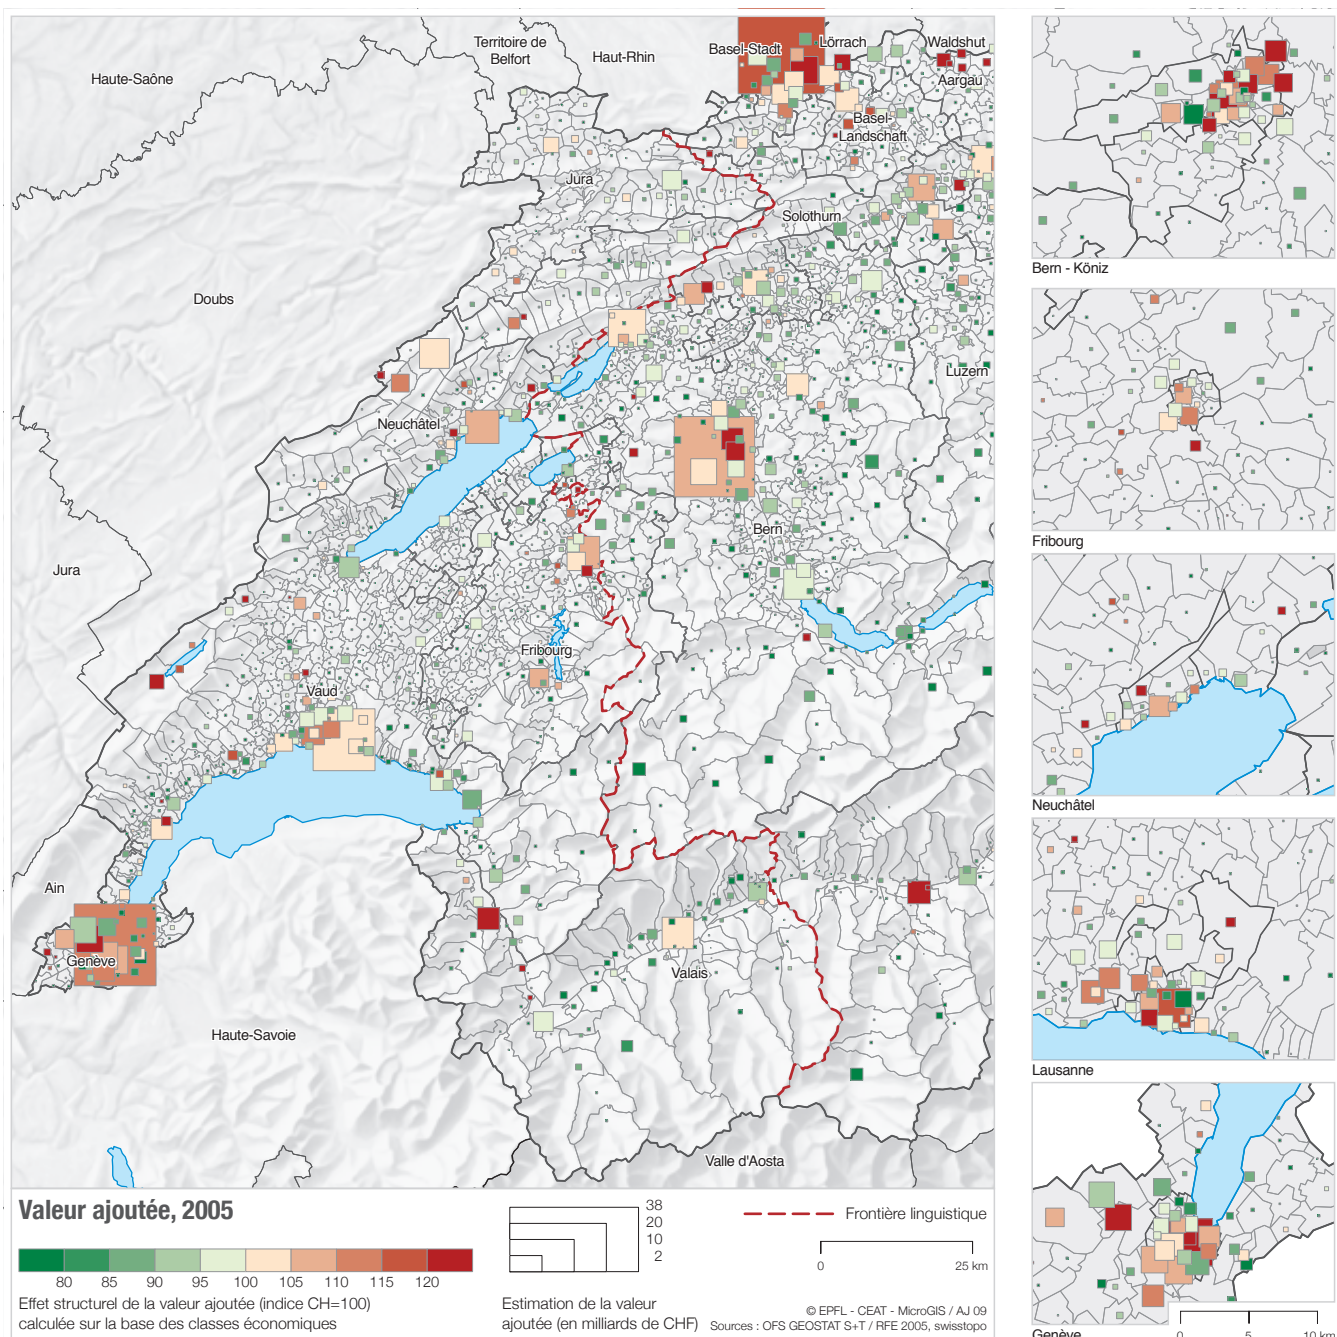 Territoire de
Belfort
Haut-Rhin
Basel-Stadt
Lörrach
Waldshut
Haute-Saône
Aargau
Basel-
Landschaft
Jura
Solothurn
Doubs
Luzern
Neuchâtel
Bern
Jura
Fribourg
Vaud
Ain
Genève
Valais
Haute-Savoie
Valle d'Aosta
Bern - Köniz
Fribourg
Neuchâtel
Lausanne
Genève
0 5 10 km
Valeur ajoutée, 2005
80 85 90 95 100 105 110 115 120
Effet structurel de la valeur ajoutée (indice CH=100)
calculée sur la base des classes économiques
38
20
10
2
Estimation de la valeur
ajoutée (en milliards de CHF)
Frontière linguistique
0 25 km
© EPFL - CEAT - MicroGIS / AJ 09
Sources : OFS GEOSTAT S+T / RFE 2005, swisstopo